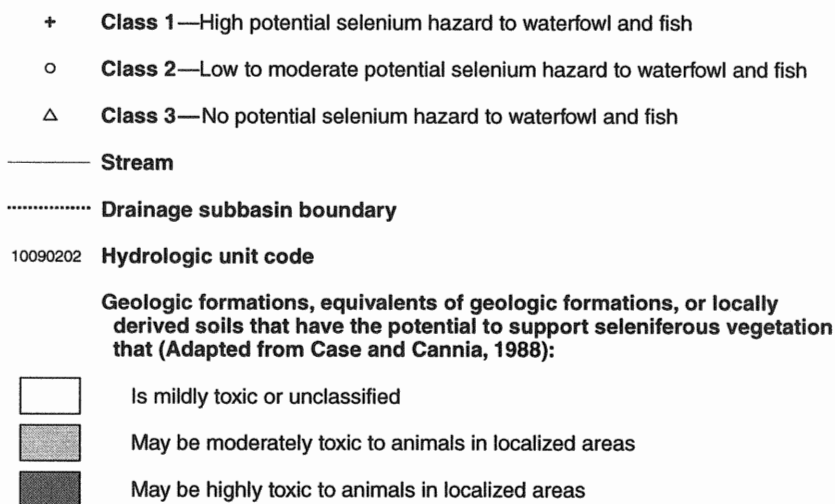 + Class 1—High potential selenium hazard to waterfowl and fish
o Class 2—Low to moderate potential selenium hazard to waterfowl and fish
△ Class 3—No potential selenium hazard to waterfowl and fish
Stream
Drainage subbasin boundary
10090202 Hydrologic unit code
Geologic formations, equivalents of geologic formations, or locally
derived soils that have the potential to support seleniferous vegetation
that (Adapted from Case and Cannia, 1988):
Is mildly toxic or unclassified
May be moderately toxic to animals in localized areas
May be highly toxic to animals in localized areas